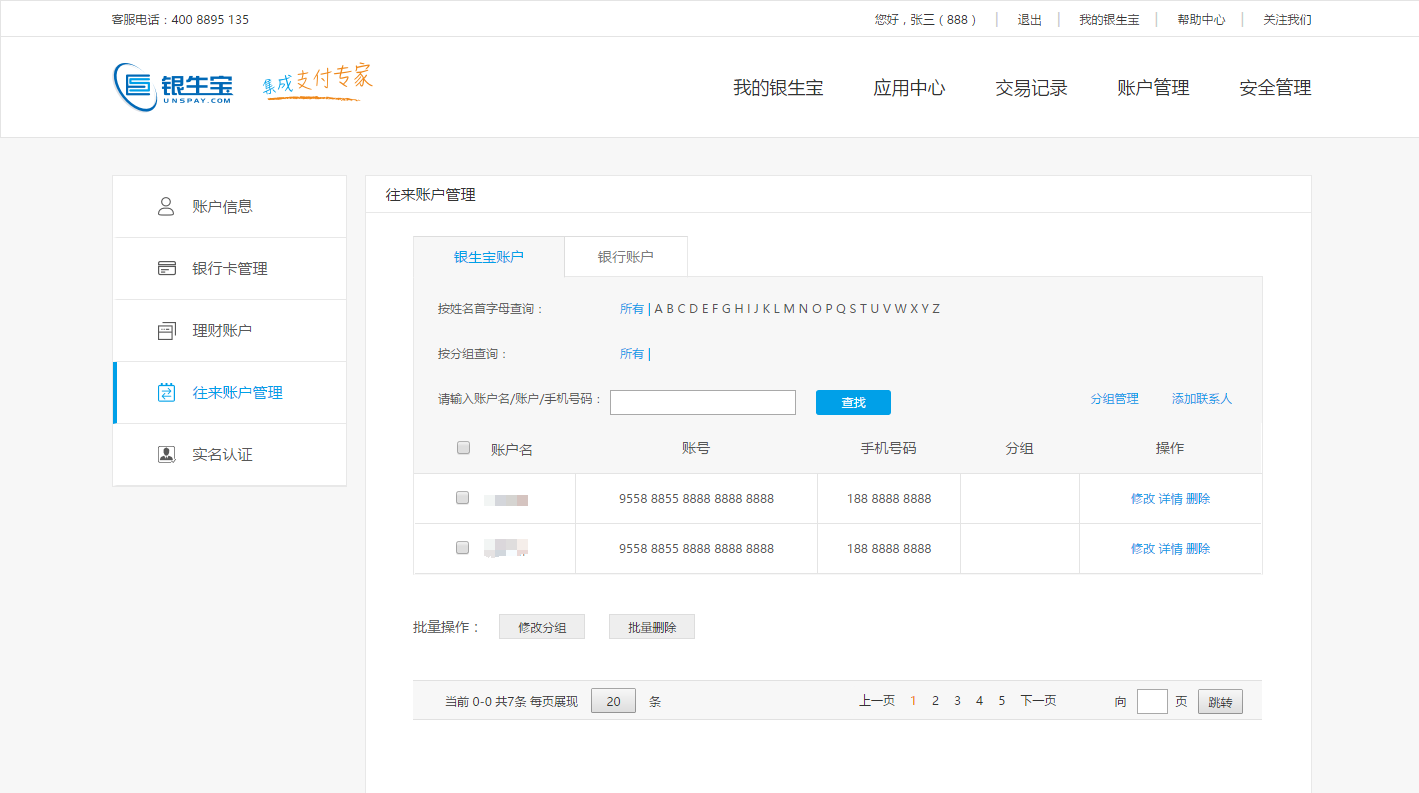 客服电话：400 8895 135
您好，张三（888） | 退出 | 我的银生宝 | 帮助中心 | 关注我们
银生宝
UNSPAY.COM
集成支付专家
我的银生宝 应用中心 交易记录 账户管理 安全管理
账户信息
银行卡管理
理财账户
往来账户管理
实名认证
往来账户管理
银生宝账户 银行账户
按姓名首字母查询： 所有 | A B C D E F G H I J K L M N O P Q S T U V W X Y Z
按分组查询： 所有 |
请输入账户名/账户/手机号码： 查找 分组管理 添加联系人
账户名 账号 手机号码 分组 操作
9558 8855 8888 8888 8888 188 8888 8888 修改 详情 删除
9558 8855 8888 8888 8888 188 8888 8888 修改 详情 删除
批量操作： 修改分组 批量删除
当前 0-0 共7条 每页展现 20 条 上一页 1 2 3 4 5 下一页 向 页 跳转